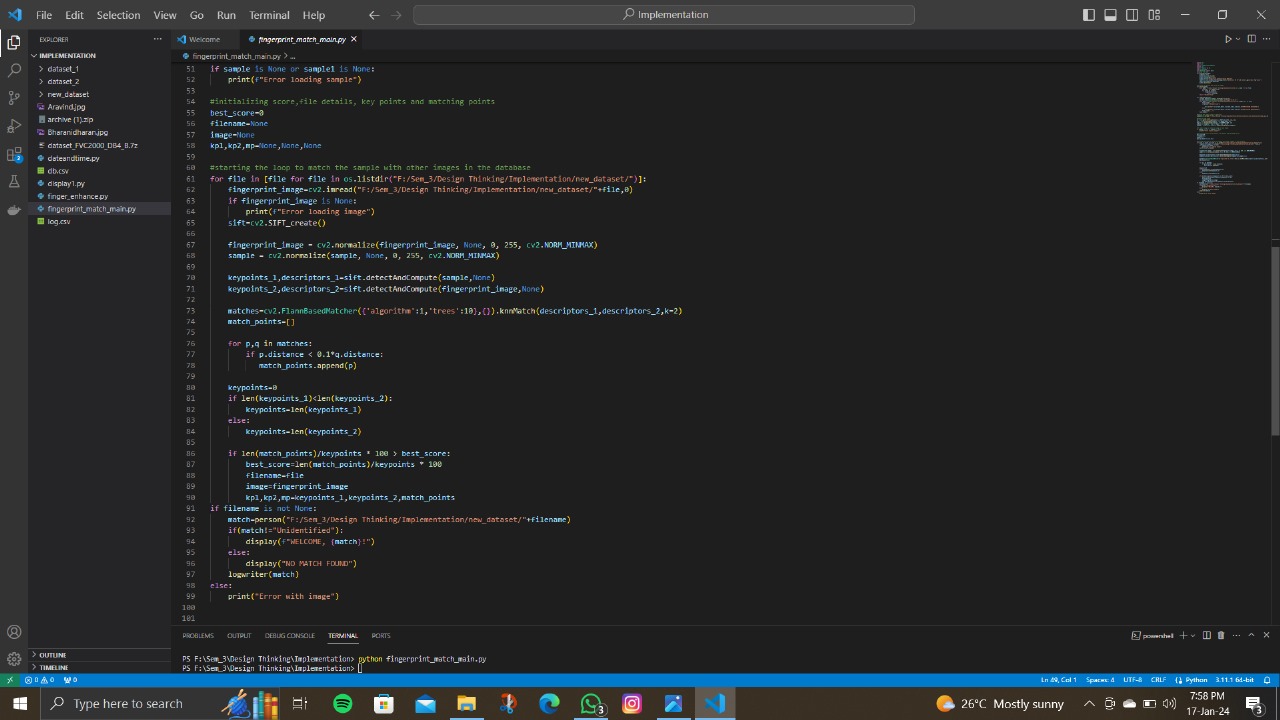 File Edit Selection View Go Run Terminal Help
Implementation
EXPLORER
IMPLEMENTATION
dataset_1
dataset_2
new_dataset
Aravind.jpg
archive (1).zip
Bharanidharan.jpg
dataset_FVC2000_DB4_B.7z
dateandtime.py
db.csv
display1.py
finger_enhance.py
fingerprint_match_main.py
log.csv
OUTLINE
TIMELINE
2
Welcome
fingerprint_match_main.py
fingerprint_match_main.py > ...
51 if sample is None or sample1 is None:
52 print(f"Error loading sample")
53
54 #initializing score,file details, key points and matching points
55 best_score=0
56 filename=None
57 image=None
58 kp1,kp2,mp=None,None,None
59
60 #starting the loop to match the sample with other images in the database
61 for file in [file for file in os.listdir("F:/Sem_3/Design Thinking/Implementation/new_dataset/")]:
62 fingerprint_image=cv2.imread("F:/Sem_3/Design Thinking/Implementation/new_dataset/"+file,0)
63 if fingerprint_image is None:
64 print(f"Error loading image")
65 sift=cv2.SIFT_create()
66
67 fingerprint_image = cv2.normalize(fingerprint_image, None, 0, 255, cv2.NORM_MINMAX)
68 sample = cv2.normalize(sample, None, 0, 255, cv2.NORM_MINMAX)
69
70 keypoints_1,descriptors_1=sift.detectAndCompute(sample,None)
71 keypoints_2,descriptors_2=sift.detectAndCompute(fingerprint_image,None)
72
73 matches=cv2.FlannBasedMatcher({'algorithm':1,'trees':10},{}).knnMatch(descriptors_1,descriptors_2,k=2)
74 match_points=[]
75
76 for p,q in matches:
77 if p.distance < 0.1*q.distance:
78 match_points.append(p)
79
80 keypoints=0
81 if len(keypoints_1)<len(keypoints_2):
82 keypoints=len(keypoints_1)
83 else:
84 keypoints=len(keypoints_2)
85
86 if len(match_points)/keypoints * 100 > best_score:
87 best_score=len(match_points)/keypoints * 100
88 filename=file
89 image=fingerprint_image
90 kp1,kp2,mp=keypoints_1,keypoints_2,match_points
91 if filename is not None:
92 match=person("F:/Sem_3/Design Thinking/Implementation/new_dataset/"+filename)
93 if(match!="Unidentified"):
94 display(f"WELCOME, {match}!")
95 else:
96 display("NO MATCH FOUND")
97 logwriter(match)
98 else:
99 print("Error with image")
100
101
PROBLEMS OUTPUT DEBUG CONSOLE TERMINAL PORTS
powershell
PS F:\Sem_3\Design Thinking\Implementation> python fingerprint_match_main.py
PS F:\Sem_3\Design Thinking\Implementation>
0 0 0 Ln 49, Col 1 Spaces: 4 UTF-8 CRLF Python 3.11.1 64-bit
Type here to search
3
26°C Mostly sunny
7:58 PM
17-Jan-24
3